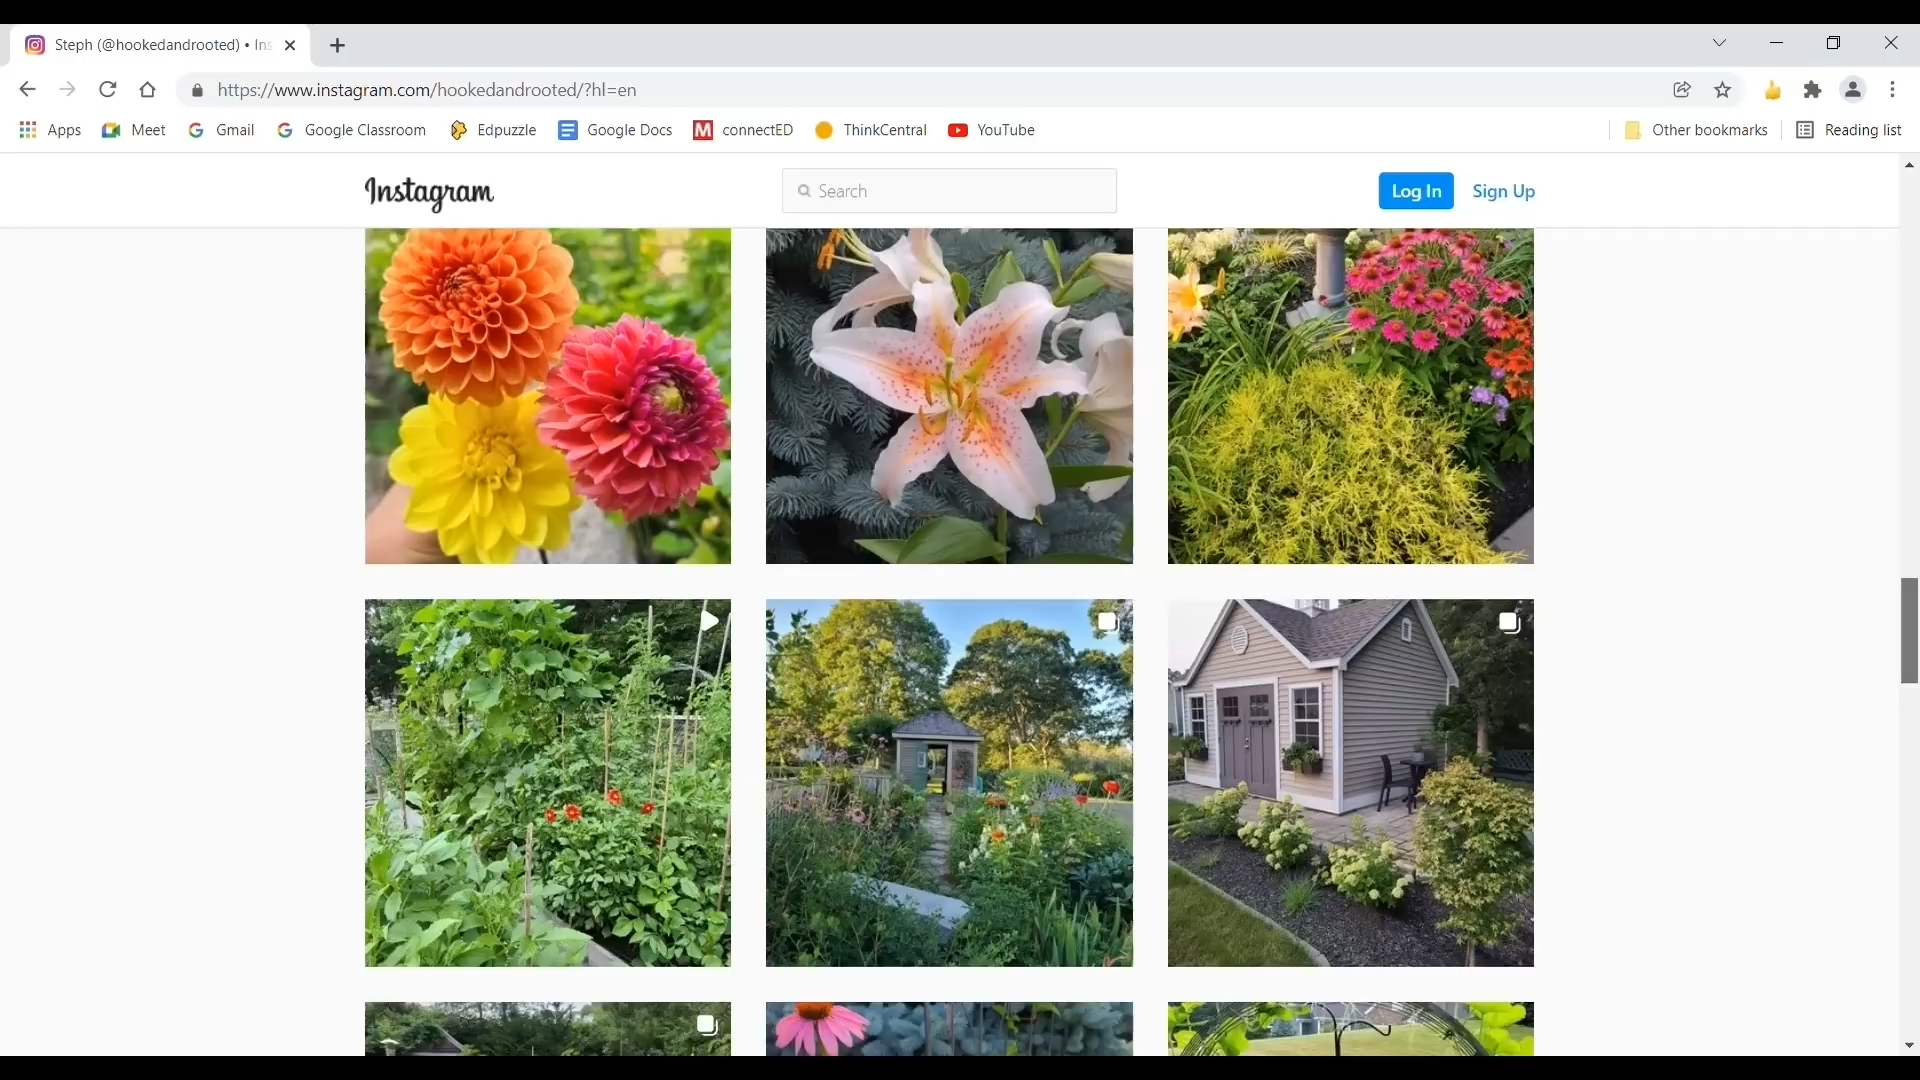 Steph (@hookedandrooted) • Ins
https://www.instagram.com/hookedandrooted/?hl=en
Apps Meet Gmail Google Classroom Edpuzzle Google Docs connectED ThinkCentral YouTube Other bookmarks Reading list
Instagram Search Log In Sign Up